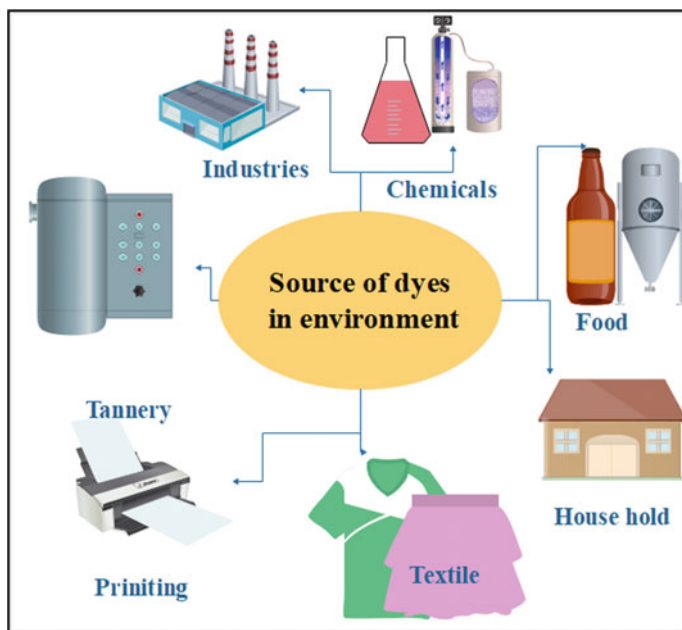 Industries
Chemicals
Source of dyes
in environment
Food
Tannery
House hold
Textile
Priniting